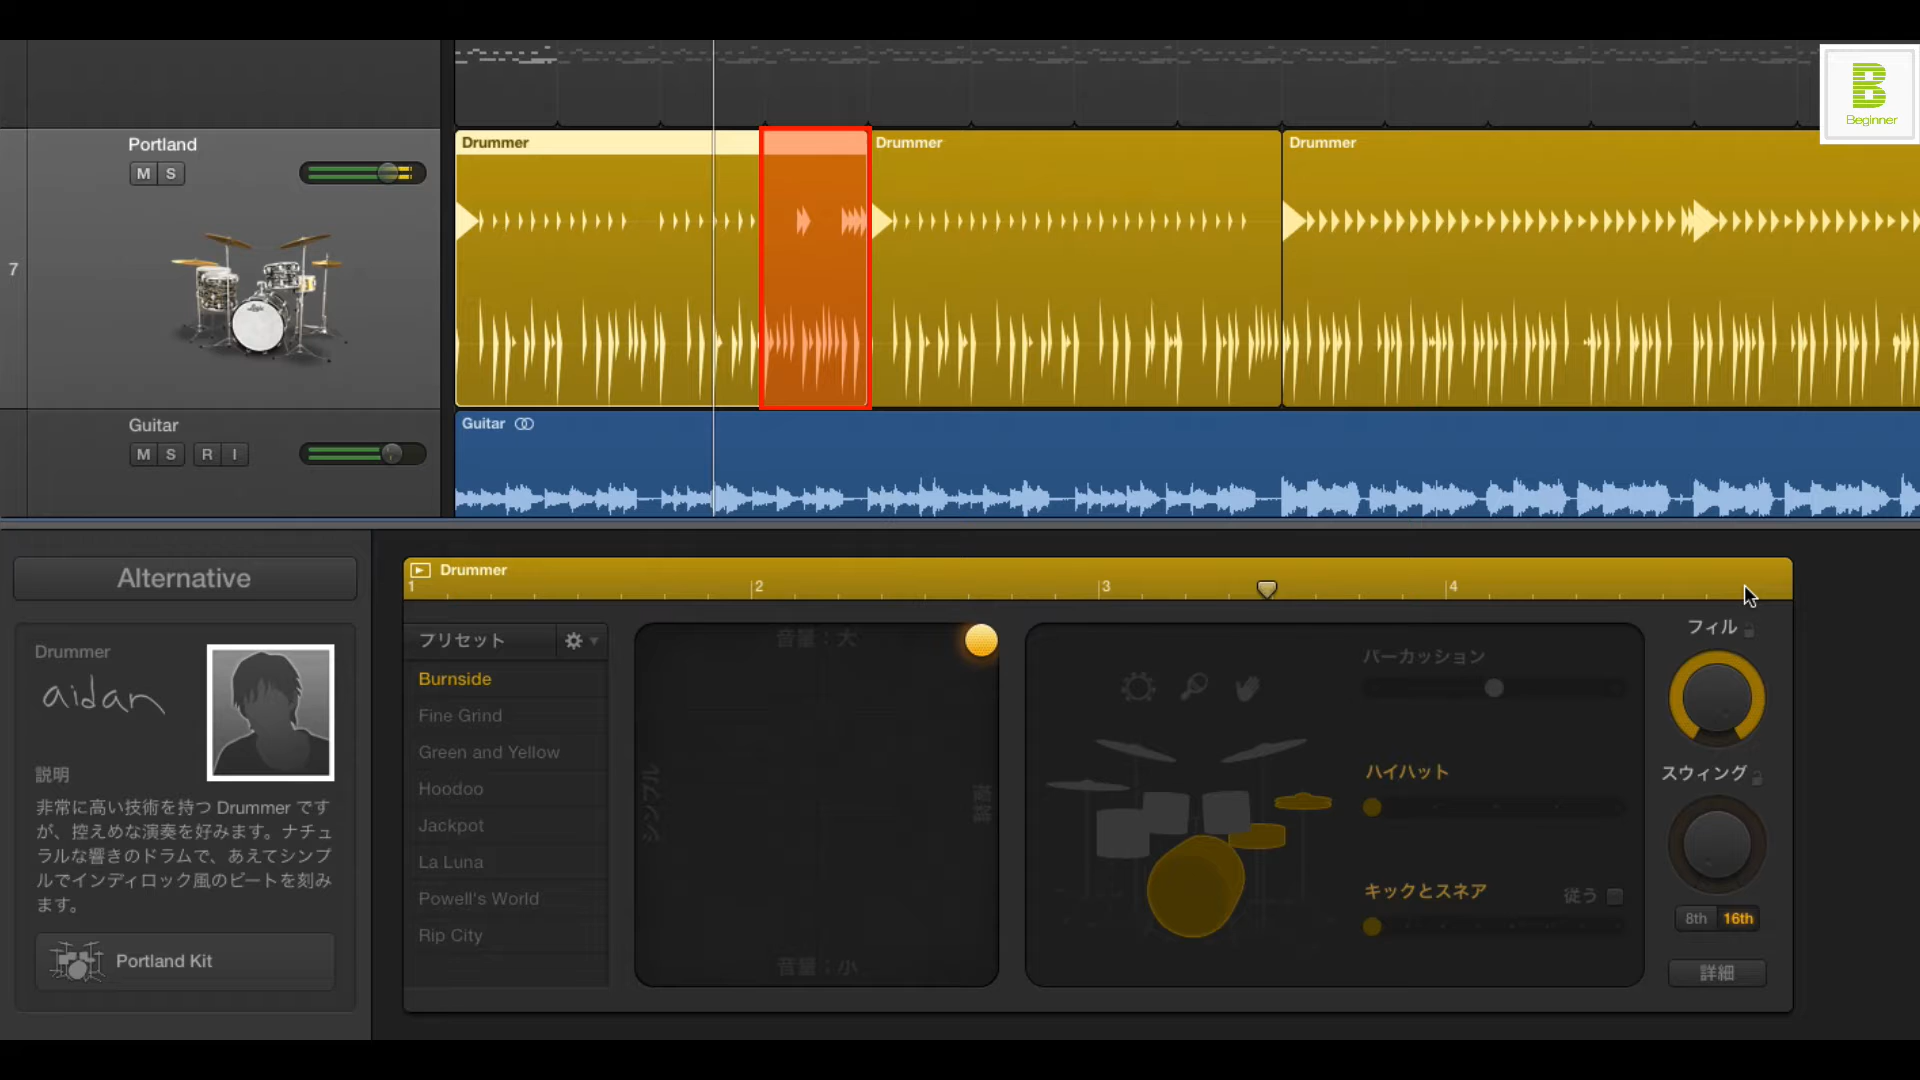 B
Beginner
Portland
M S
Drummer
Drummer
Drummer
7
Guitar
M S R I
Guitar
Alternative
Drummer
1 2 3 4
Drummer
aidan
説明
非常に高い技術を持つ Drummer です
が、控えめな演奏を好みます。ナチュ
ラルな響きのドラムで、あえてシンプ
ルでインディロック風のビートを刻み
ます。
Portland Kit
プリセット
Burnside
Fine Grind
Green and Yellow
Hoodoo
Jackpot
La Luna
Powell's World
Rip City
音量：大
シンプル
複雑
音量：小
パーカッション
ハイハット
キックとスネア
従う
フィル
スウィング
8th 16th
詳細